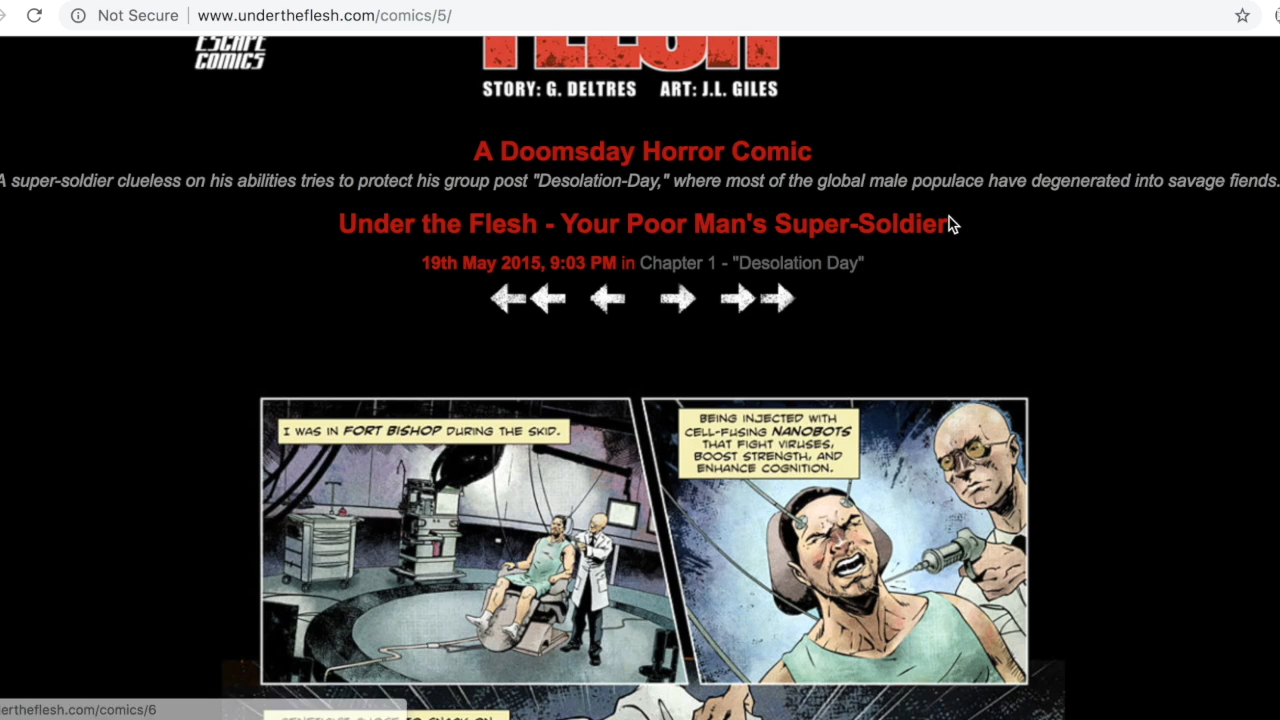 Not Secure www.undertheflesh.com/comics/5/
ESCAPE
COMICS
FLESH
STORY: G. DELTRES ART: J.L. GILES
A Doomsday Horror Comic
A super-soldier clueless on his abilities tries to protect his group post "Desolation-Day," where most of the global male populace have degenerated into savage fiends.
Under the Flesh - Your Poor Man's Super-Soldier
19th May 2015, 9:03 PM in Chapter 1 - "Desolation Day"
I WAS IN FORT BISHOP DURING THE SKID.
BEING INJECTED WITH
CELL-FUSING NANOBOTS
THAT FIGHT VIRUSES,
BOOST STRENGTH, AND
ENHANCE COGNITION.
ertheflesh.com/comics/6